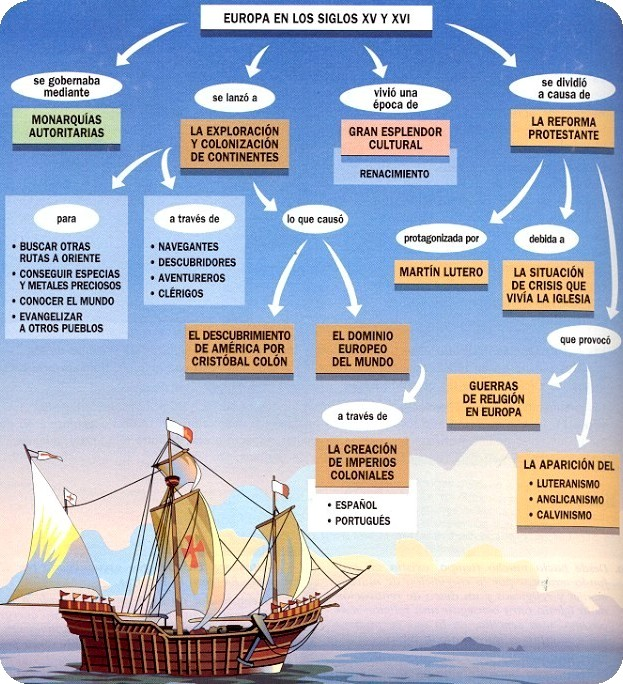 EUROPA EN LOS SIGLOS XV Y XVI
se gobernaba
mediante
MONARQUÍAS
AUTORITARIAS
se lanzó a
LA EXPLORACIÓN
Y COLONIZACIÓN
DE CONTINENTES
vivió una
época de
GRAN ESPLENDOR
CULTURAL
RENACIMIENTO
se dividió
a causa de
LA REFORMA
PROTESTANTE
para
• BUSCAR OTRAS
RUTAS A ORIENTE
• CONSEGUIR ESPECIAS
Y METALES PRECIOSOS
• CONOCER EL MUNDO
• EVANGELIZAR
A OTROS PUEBLOS
a través de
• NAVEGANTES
• DESCUBRIDORES
• AVENTUREROS
• CLÉRIGOS
lo que causó
EL DESCUBRIMIENTO
DE AMÉRICA POR
CRISTÓBAL COLÓN
EL DOMINIO
EUROPEO
DEL MUNDO
a través de
LA CREACIÓN
DE IMPERIOS
COLONIALES
• ESPAÑOL
• PORTUGUÉS
protagonizada por
MARTÍN LUTERO
debida a
LA SITUACIÓN
DE CRISIS QUE
VIVÍA LA IGLESIA
que provocó
GUERRAS
DE RELIGIÓN
EN EUROPA
LA APARICIÓN DEL
• LUTERANISMO
• ANGLICANISMO
• CALVINISMO